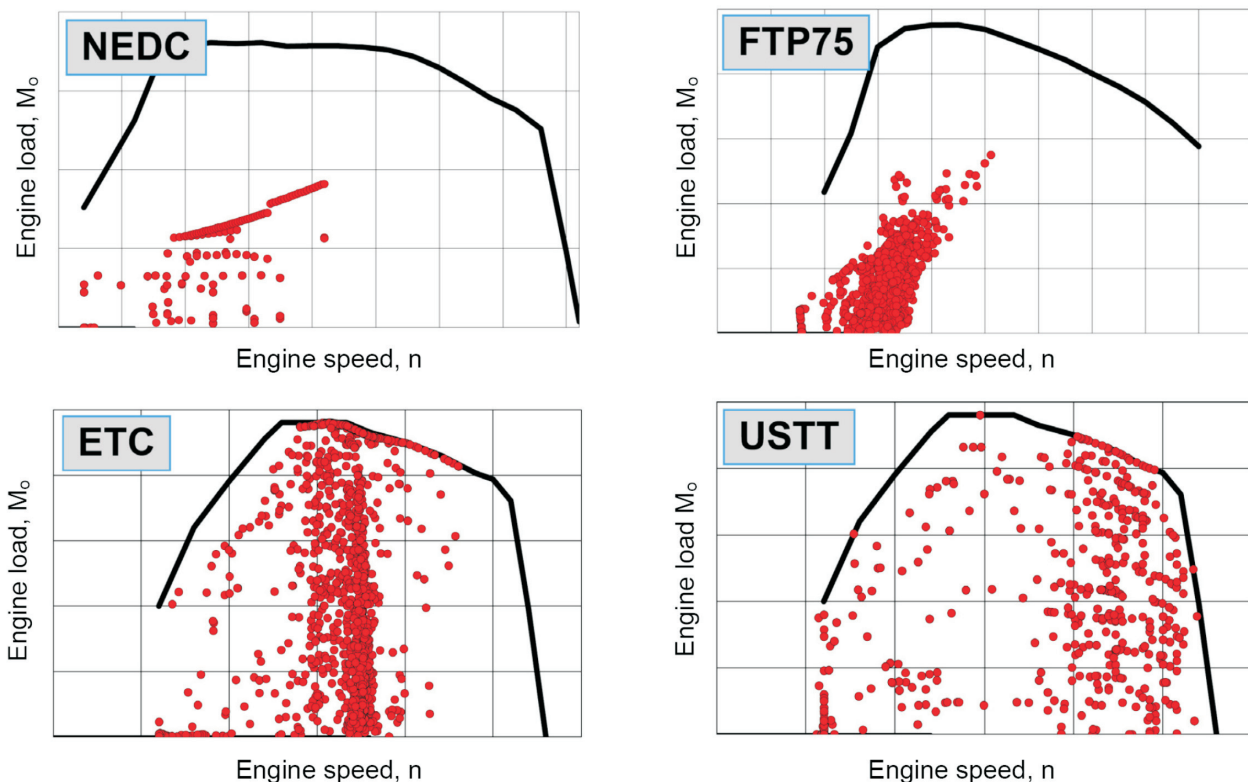 NEDC
Engine load, Mₒ
Engine speed, n
FTP75
Engine load, Mₒ
Engine speed, n
ETC
Engine load, Mₒ
Engine speed, n
USTT
Engine load Mₒ
Engine speed, n